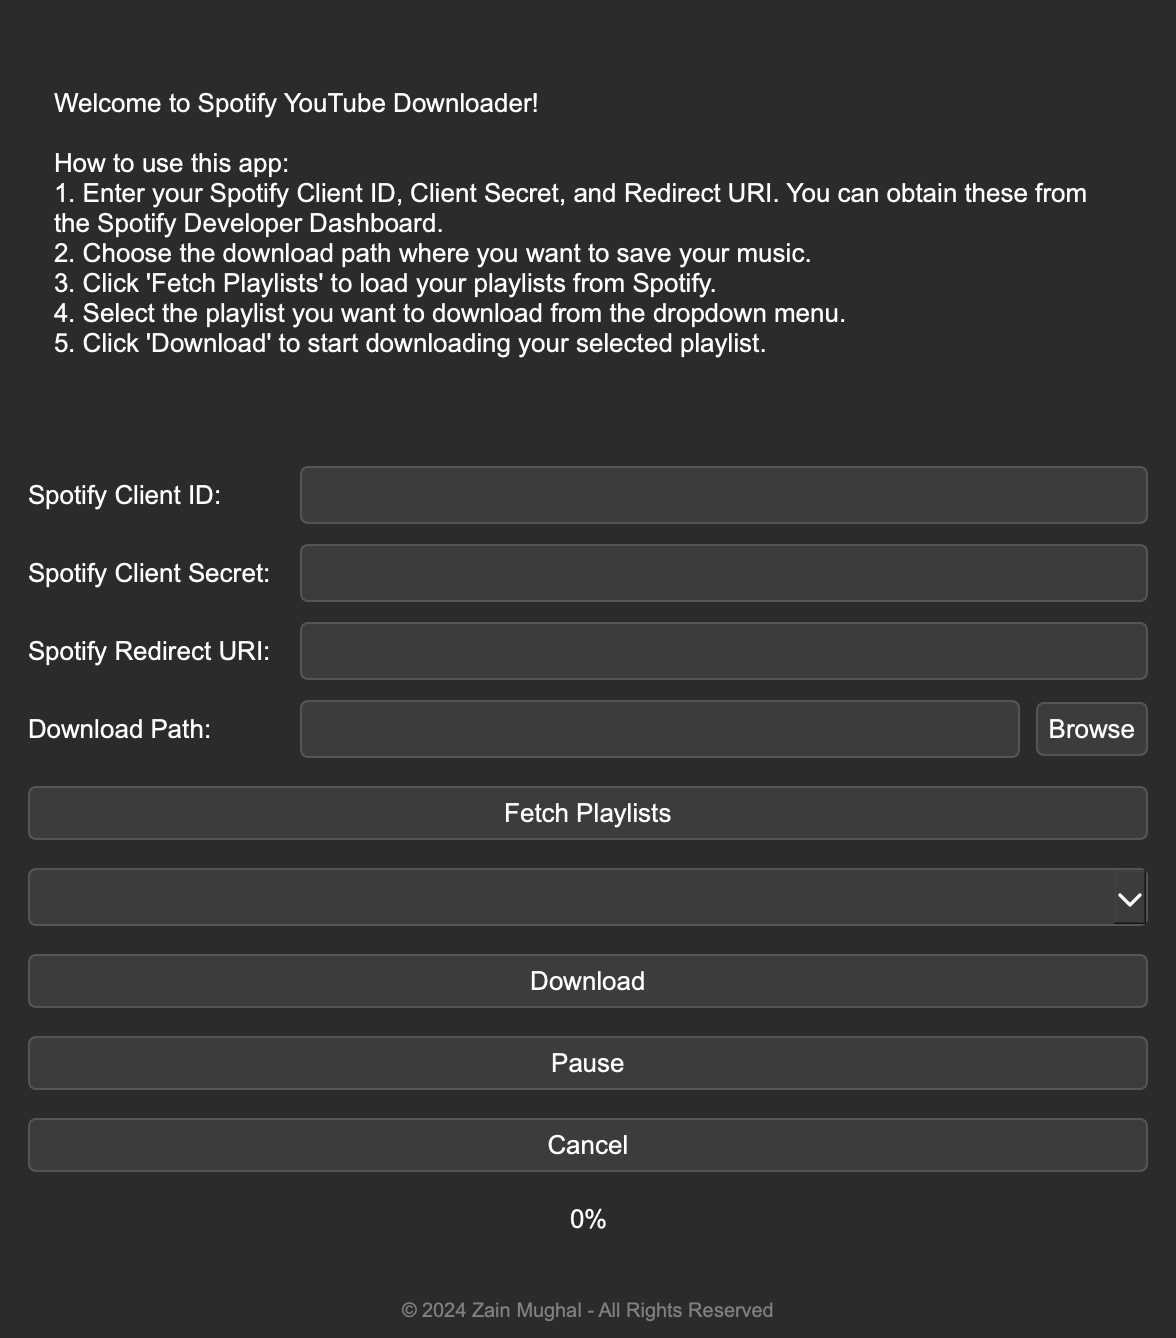 Welcome to Spotify YouTube Downloader!
How to use this app:
1. Enter your Spotify Client ID, Client Secret, and Redirect URI. You can obtain these from
the Spotify Developer Dashboard.
2. Choose the download path where you want to save your music.
3. Click 'Fetch Playlists' to load your playlists from Spotify.
4. Select the playlist you want to download from the dropdown menu.
5. Click 'Download' to start downloading your selected playlist.
Spotify Client ID:
Spotify Client Secret:
Spotify Redirect URI:
Download Path: Browse
Fetch Playlists
Download
Pause
Cancel
0%
© 2024 Zain Mughal - All Rights Reserved